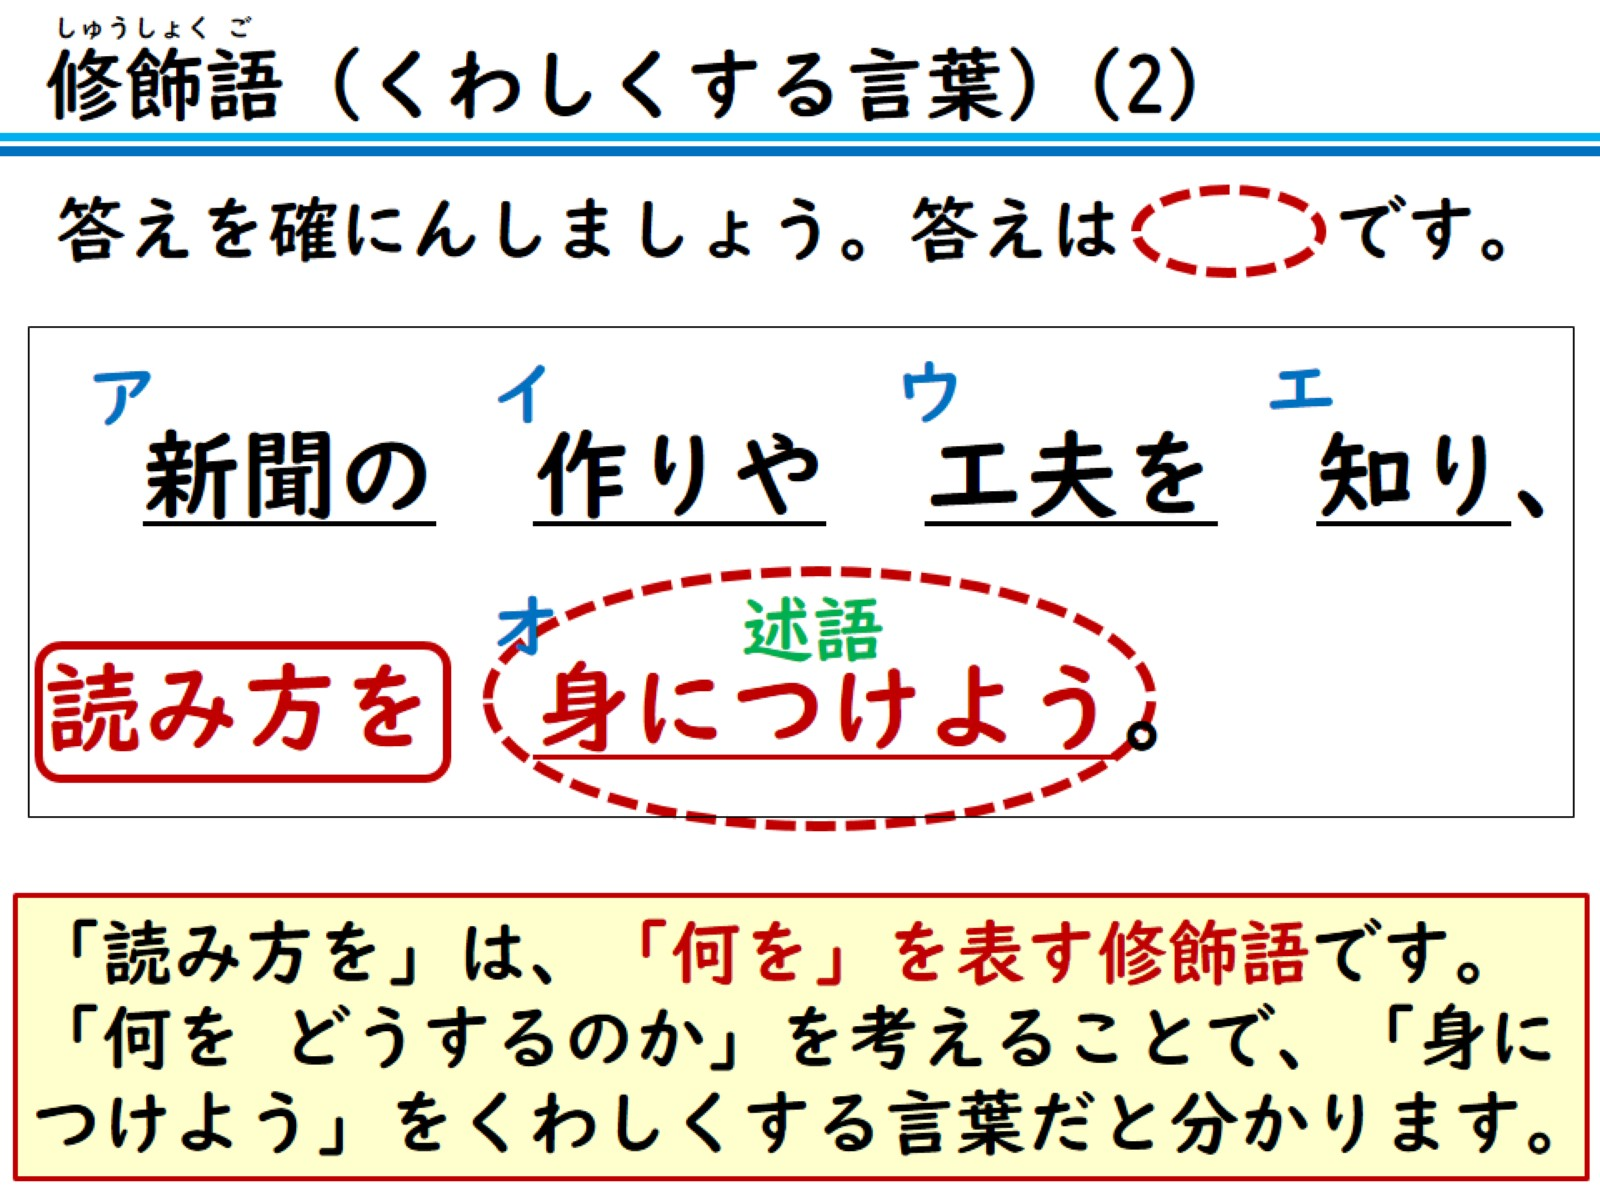 しゅうしょく ご
修飾語（くわしくする言葉）(2)
答えを確にんしましょう。答えは です。
ア イ ウ エ
新聞の 作りや 工夫を 知り、
オ 述語
読み方を 身につけよう。
「読み方を」は、「何を」を表す修飾語です。
「何を どうするのか」を考えることで、「身に
つけよう」をくわしくする言葉だと分かります。